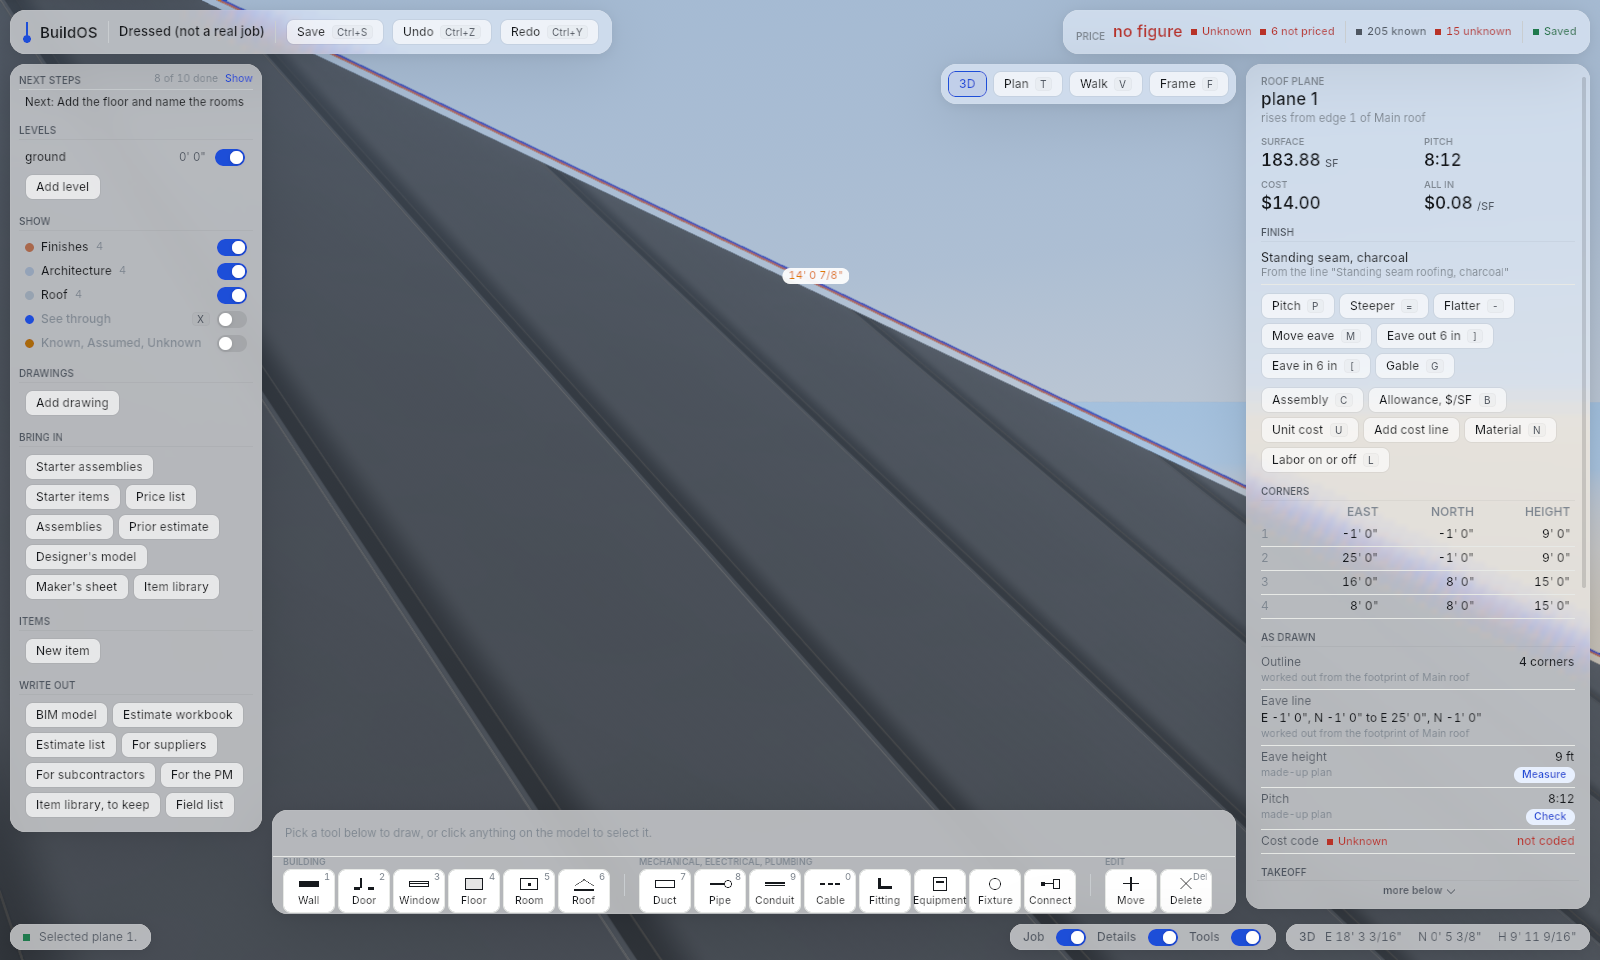 BuildOS
Dressed (not a real job)
Save Ctrl+S
Undo Ctrl+Z
Redo Ctrl+Y
PRICE no figure Unknown 6 not priced 205 known 15 unknown Saved
NEXT STEPS 8 of 10 done Show
Next: Add the floor and name the rooms
LEVELS
ground 0' 0"
Add level
SHOW
Finishes 4
Architecture 4
Roof 4
See through X
Known, Assumed, Unknown
DRAWINGS
Add drawing
BRING IN
Starter assemblies
Starter items Price list
Assemblies Prior estimate
Designer's model
Maker's sheet Item library
ITEMS
New item
WRITE OUT
BIM model Estimate workbook
Estimate list For suppliers
For subcontractors For the PM
Item library, to keep Field list
3D Plan T Walk V Frame F
14' 0 7/8"
ROOF PLANE
plane 1
rises from edge 1 of Main roof
SURFACE PITCH
183.88 SF 8:12
COST ALL IN
$14.00 $0.08 /SF
FINISH
Standing seam, charcoal
From the line "Standing seam roofing, charcoal"
Pitch P Steeper = Flatter -
Move eave M Eave out 6 in ]
Eave in 6 in [ Gable G
Assembly C Allowance, $/SF B
Unit cost U Add cost line Material N
Labor on or off L
CORNERS
EAST NORTH HEIGHT
1 -1' 0" -1' 0" 9' 0"
2 25' 0" -1' 0" 9' 0"
3 16' 0" 8' 0" 15' 0"
4 8' 0" 8' 0" 15' 0"
AS DRAWN
Outline 4 corners
worked out from the footprint of Main roof
Eave line
E -1' 0", N -1' 0" to E 25' 0", N -1' 0"
worked out from the footprint of Main roof
Eave height 9 ft
made-up plan Measure
Pitch 8:12
made-up plan Check
Cost code Unknown not coded
TAKEOFF
more below
Pick a tool below to draw, or click anything on the model to select it.
BUILDING MECHANICAL, ELECTRICAL, PLUMBING EDIT
1 2 3 4 5 6 7 8 9 0 Del
Wall Door Window Floor Room Roof Duct Pipe Conduit Cable Fitting Equipment Fixture Connect Move Delete
Selected plane 1.
Job Details Tools
3D E 18' 3 3/16" N 0' 5 3/8" H 9' 11 9/16"